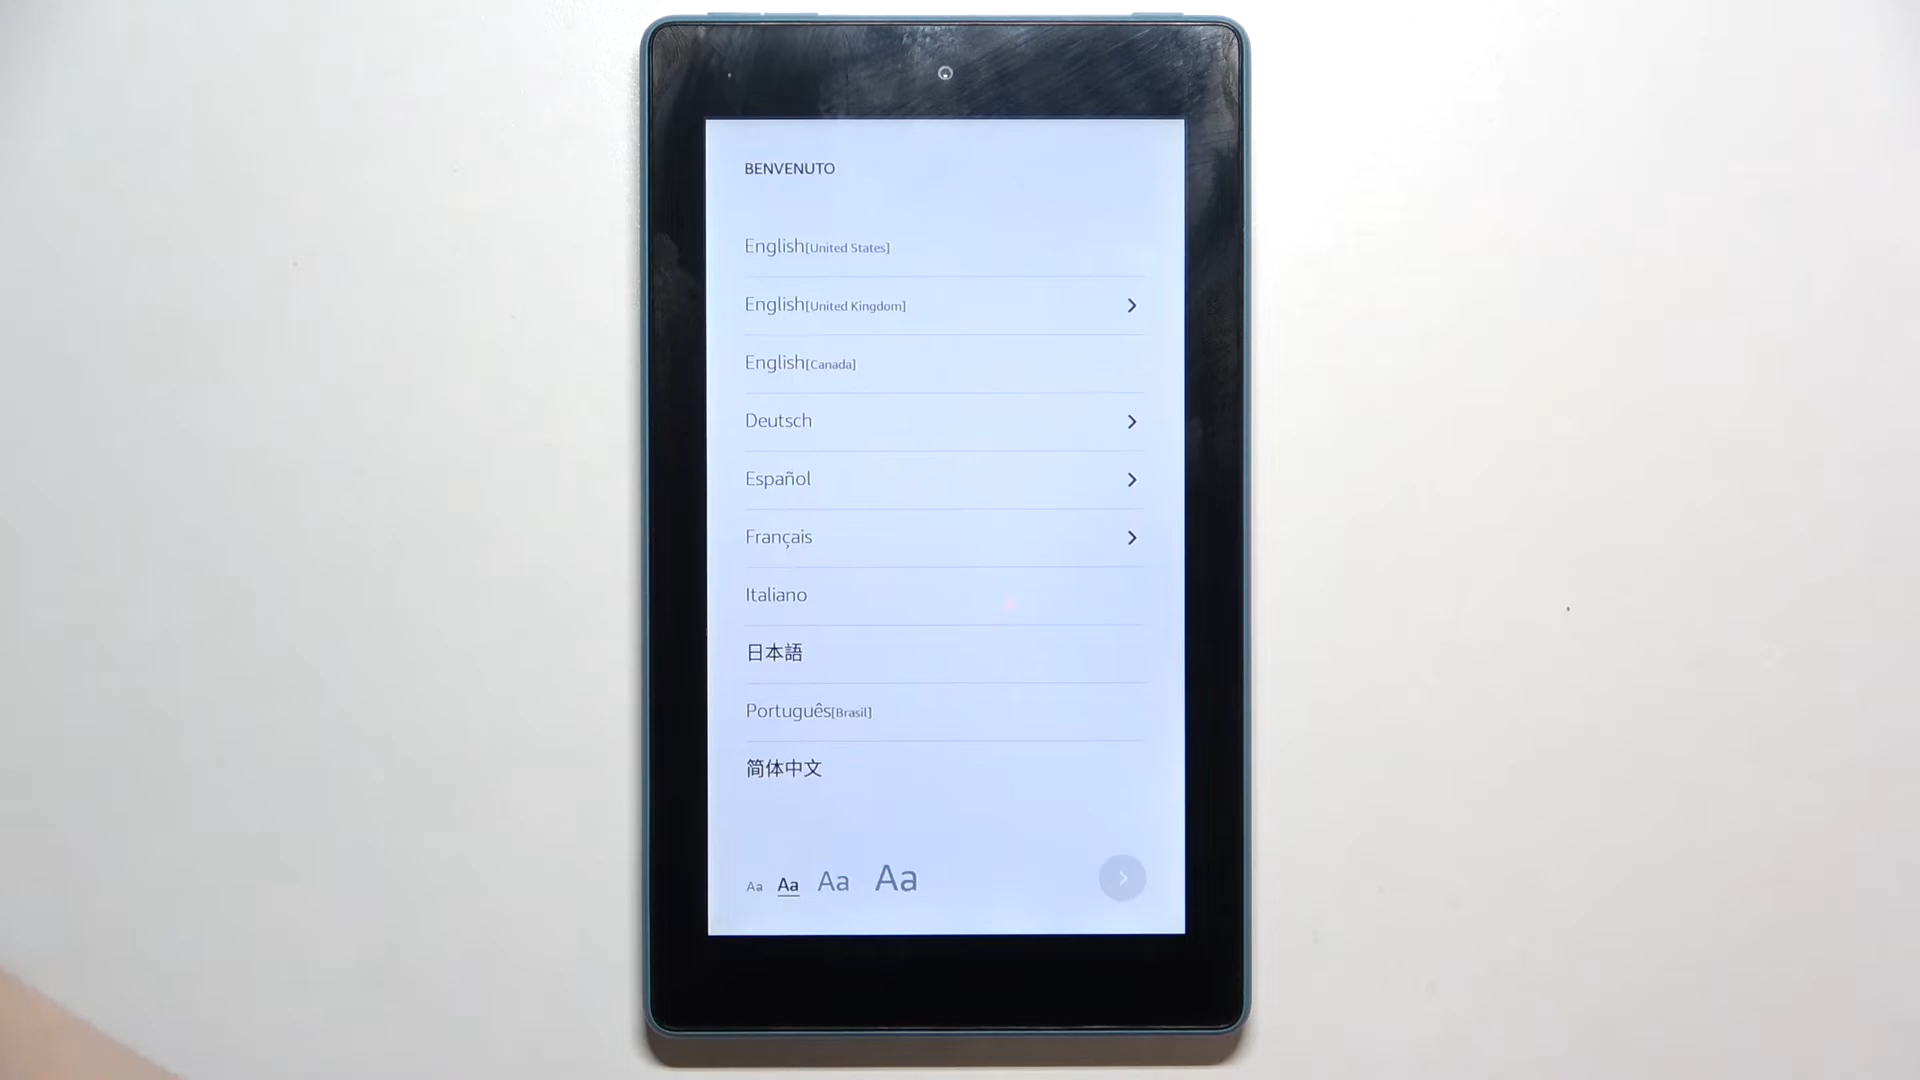 BENVENUTO
English[United States]
English[United Kingdom]
English[Canada]
Deutsch
Español
Français
Italiano
日本語
Português[Brasil]
简体中文
Aa Aa Aa Aa